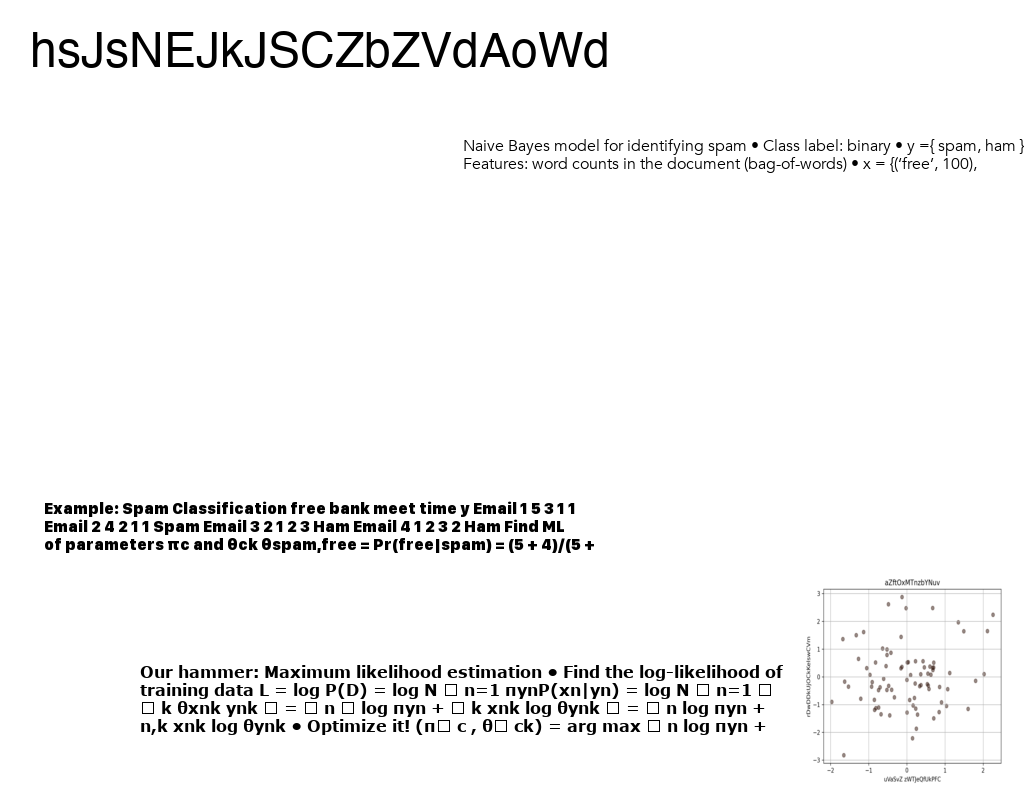 hsJsNEJkJSCZbZVdAoWd
Naive Bayes model for identifying spam • Class label: binary • y ={ spam, ham }
Features: word counts in the document (bag-of-words) • x = {(‘free’, 100),
Example: Spam Classification free bank meet time y Email 1 5 3 1 1
Email 2 4 2 1 1 Spam Email 3 2 1 2 3 Ham Email 4 1 2 3 2 Ham Find ML
of parameters πc and θck θspam,free = Pr(free|spam) = (5 + 4)/(5 +
Our hammer: Maximum likelihood estimation • Find the log-likelihood of
training data L = log P(D) = log N □ n=1 πynP(xn|yn) = log N □ n=1 □
□ k θxnk ynk □ = □ n □ log πyn + □ k xnk log θynk □ = □ n log πyn +
n,k xnk log θynk • Optimize it! (π□ c , θ□ ck) = arg max □ n log πyn +
aZftOxMTnzbYNuv
3
2
1
0
−1
−2
−3
−2 −1 0 1 2